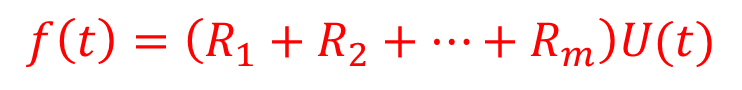 f(t) = (R₁ + R₂ + ⋯ + Rₘ)U(t)